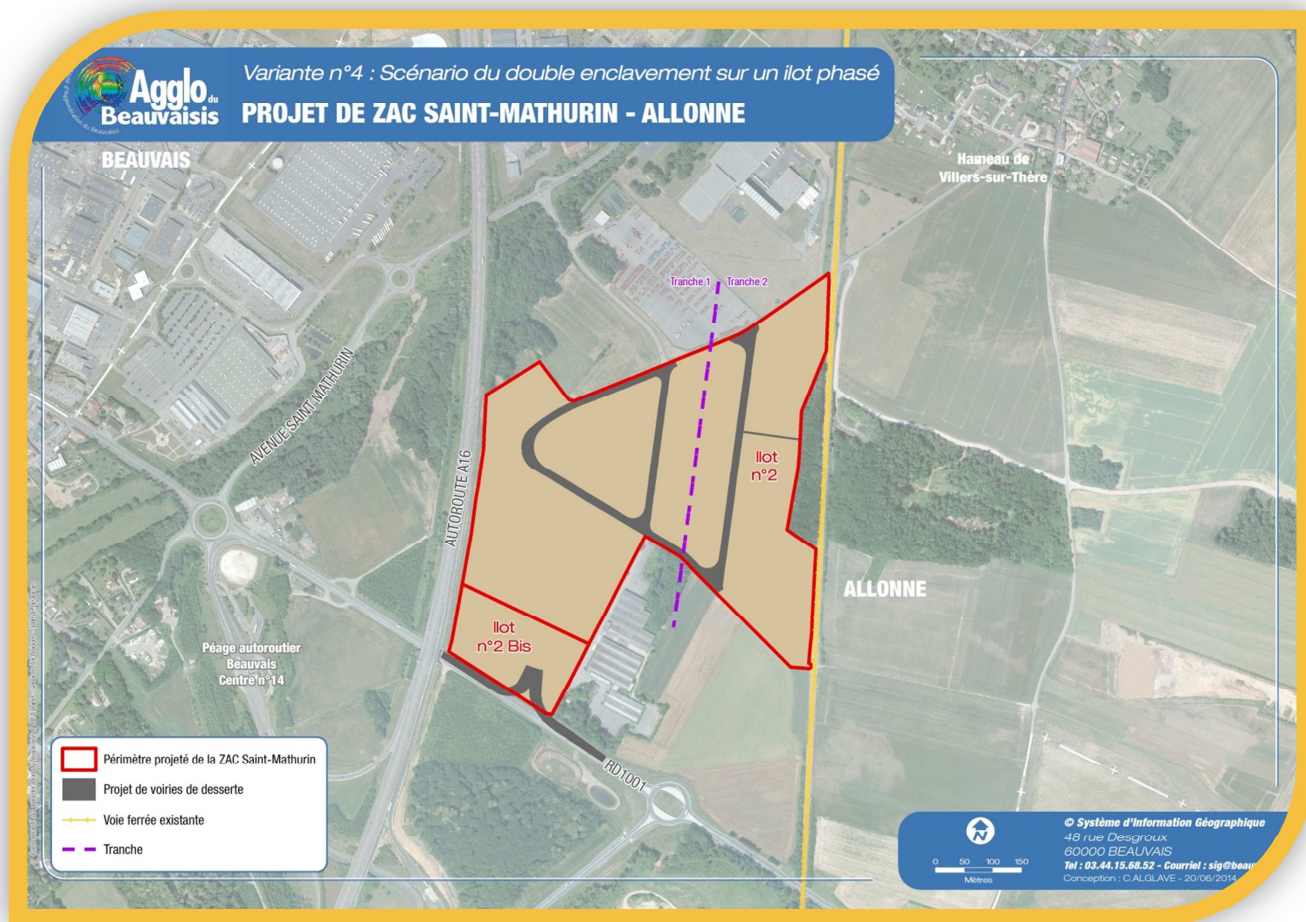 Agglo du
Beauvaisis
Variante n°4 : Scénario du double enclavement sur un ilot phasé
PROJET DE ZAC SAINT-MATHURIN - ALLONNE
BEAUVAIS
Hameau de
Villers-sur-Thère
Tranche 1
Tranche 2
AVENUE SAINT MATHURIN
AUTOROUTE A16
Ilot
n°2
ALLONNE
Ilot
n°2 Bis
Péage autoroutier
Beauvais
Centre n°14
RD1001
Périmètre projeté de la ZAC Saint-Mathurin
Projet de voiries de desserte
Voie ferrée existante
Tranche
N
0 50 100 150
Mètres
© Système d'Information Géographique
48 rue Desgroux
60000 BEAUVAIS
Tel : 03.44.15.68.52 - Courriel : sig@beau
Conception : C.ALGLAVE - 20/06/2014